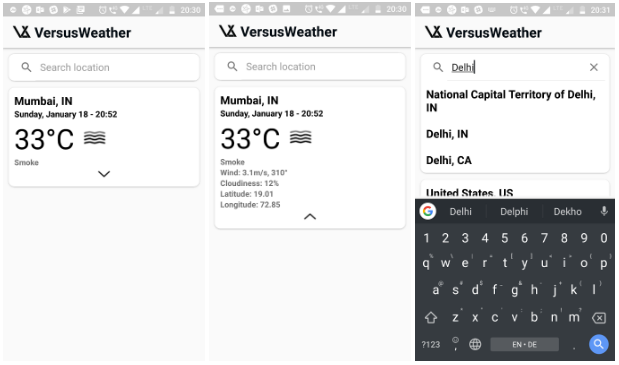 20:30
VersusWeather
Search location
Mumbai, IN
Sunday, January 18 - 20:52
33°C
Smoke
20:30
VersusWeather
Search location
Mumbai, IN
Sunday, January 18 - 20:52
33°C
Smoke
Wind: 3.1m/s, 310°
Cloudiness: 12%
Latitude: 19.01
Longitude: 72.85
20:31
VersusWeather
Delhi
National Capital Territory of Delhi,
IN
Delhi, IN
Delhi, CA
United States, US
G Delhi Delphi Dekho
1 2 3 4 5 6 7 8 9 0
q w e r t y u i o p
a s d f g h j k l
z x c v b n m
?123 , EN • DE .